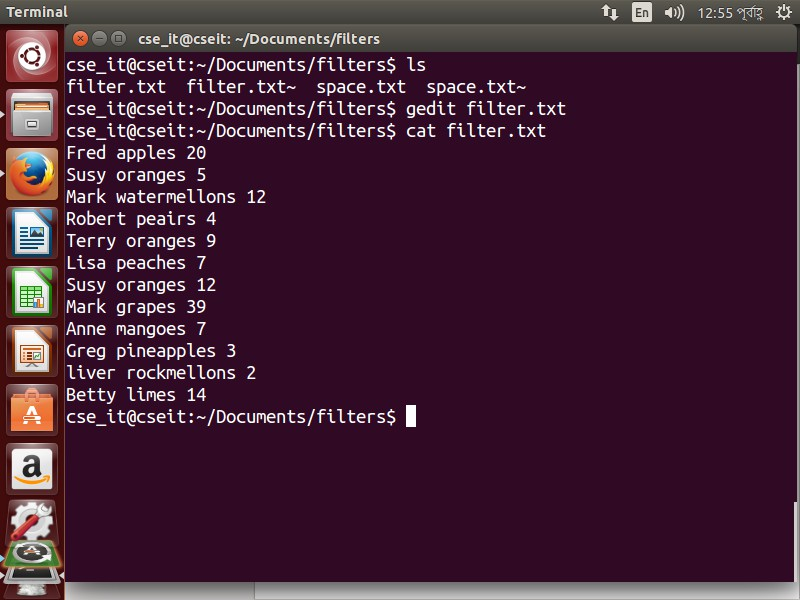 Terminal
En
12:55 পূর্বাহ্ণ
cse_it@cseit: ~/Documents/filters
cse_it@cseit:~/Documents/filters$ ls
filter.txt  filter.txt~  space.txt  space.txt~
cse_it@cseit:~/Documents/filters$ gedit filter.txt
cse_it@cseit:~/Documents/filters$ cat filter.txt
Fred apples 20
Susy oranges 5
Mark watermellons 12
Robert peairs 4
Terry oranges 9
Lisa peaches 7
Susy oranges 12
Mark grapes 39
Anne mangoes 7
Greg pineapples 3
liver rockmellons 2
Betty limes 14
cse_it@cseit:~/Documents/filters$